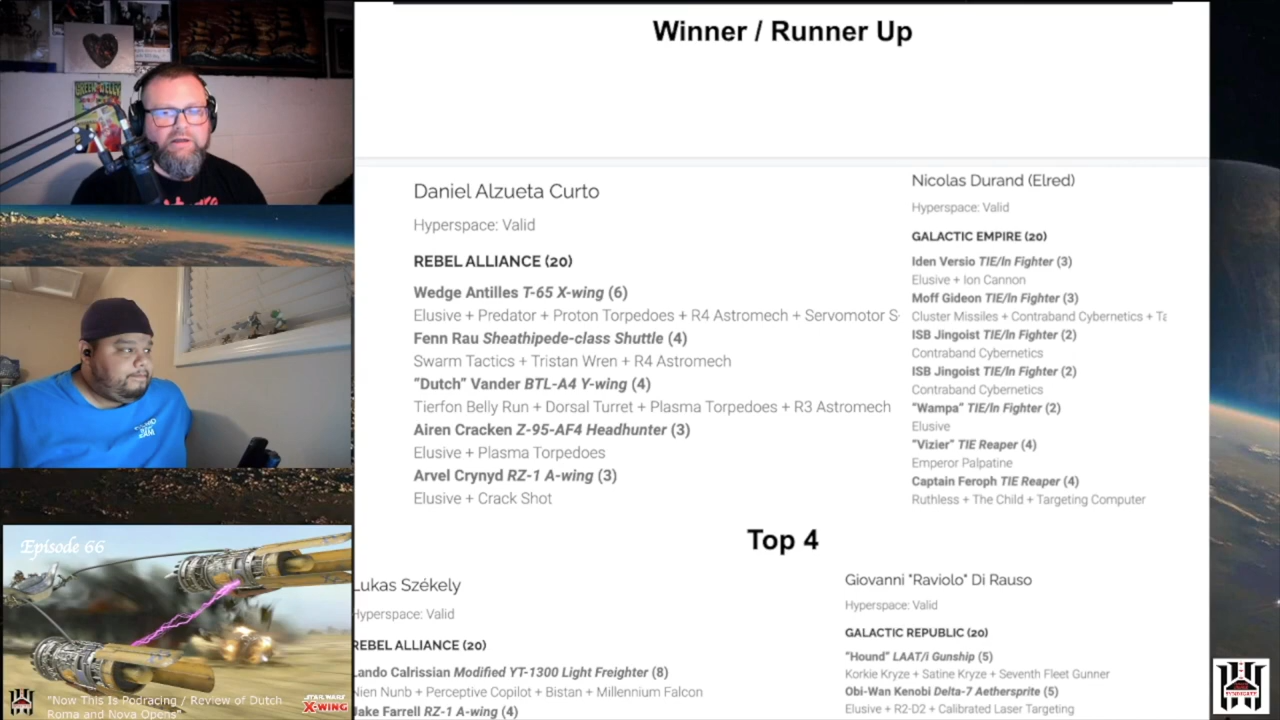 Winner / Runner Up
Daniel Alzueta Curto
Hyperspace: Valid
REBEL ALLIANCE (20)
Wedge Antilles T-65 X-wing (6)
Elusive + Predator + Proton Torpedoes + R4 Astromech + Servomotor S-
Fenn Rau Sheathipede-class Shuttle (4)
Swarm Tactics + Tristan Wren + R4 Astromech
"Dutch" Vander BTL-A4 Y-wing (4)
Tierfon Belly Run + Dorsal Turret + Plasma Torpedoes + R3 Astromech
Airen Cracken Z-95-AF4 Headhunter (3)
Elusive + Plasma Torpedoes
Arvel Crynyd RZ-1 A-wing (3)
Elusive + Crack Shot
Nicolas Durand (Elred)
Hyperspace: Valid
GALACTIC EMPIRE (20)
Iden Versio TIE/ln Fighter (3)
Elusive + Ion Cannon
Moff Gideon TIE/ln Fighter (3)
Cluster Missiles + Contraband Cybernetics + Ta
ISB Jingoist TIE/ln Fighter (2)
Contraband Cybernetics
ISB Jingoist TIE/ln Fighter (2)
Contraband Cybernetics
"Wampa" TIE/ln Fighter (2)
Elusive
"Vizier" TIE Reaper (4)
Emperor Palpatine
Captain Feroph TIE Reaper (4)
Ruthless + The Child + Targeting Computer
Top 4
Lukas Székely
Hyperspace: Valid
REBEL ALLIANCE (20)
Lando Calrissian Modified YT-1300 Light Freighter (8)
Nien Nunb + Perceptive Copilot + Bistan + Millennium Falcon
Jake Farrell RZ-1 A-wing (4)
Giovanni "Raviolo" Di Rauso
Hyperspace: Valid
GALACTIC REPUBLIC (20)
"Hound" LAAT/i Gunship (5)
Korkie Kryze + Satine Kryze + Seventh Fleet Gunner
Obi-Wan Kenobi Delta-7 Aethersprite (5)
Elusive + R2-D2 + Calibrated Laser Targeting
Episode 66
"Now This Is Podracing / Review of Dutch
Roma and Nova Opens"
STAR WARS
X-WING